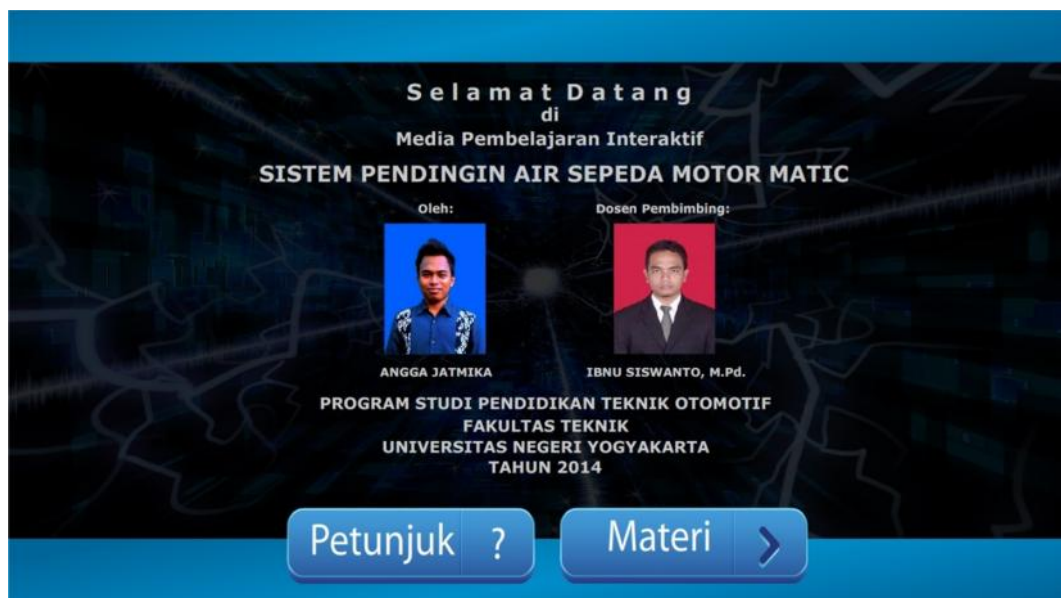 Selamat Datang
di
Media Pembelajaran Interaktif
SISTEM PENDINGIN AIR SEPEDA MOTOR MATIC
Oleh:
Dosen Pembimbing:
ANGGA JATMIKA
IBNU SISWANTO, M.Pd.
PROGRAM STUDI PENDIDIKAN TEKNIK OTOMOTIF
FAKULTAS TEKNIK
UNIVERSITAS NEGERI YOGYAKARTA
TAHUN 2014
Petunjuk ?
Materi >